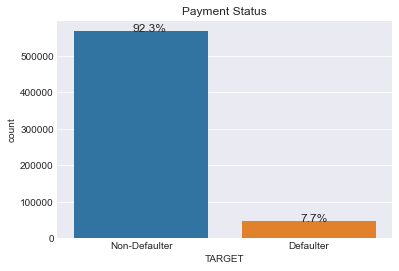 Payment Status
92.3%
500000
400000
300000
200000
100000
0
count
7.7%
Non-Defaulter
Defaulter
TARGET